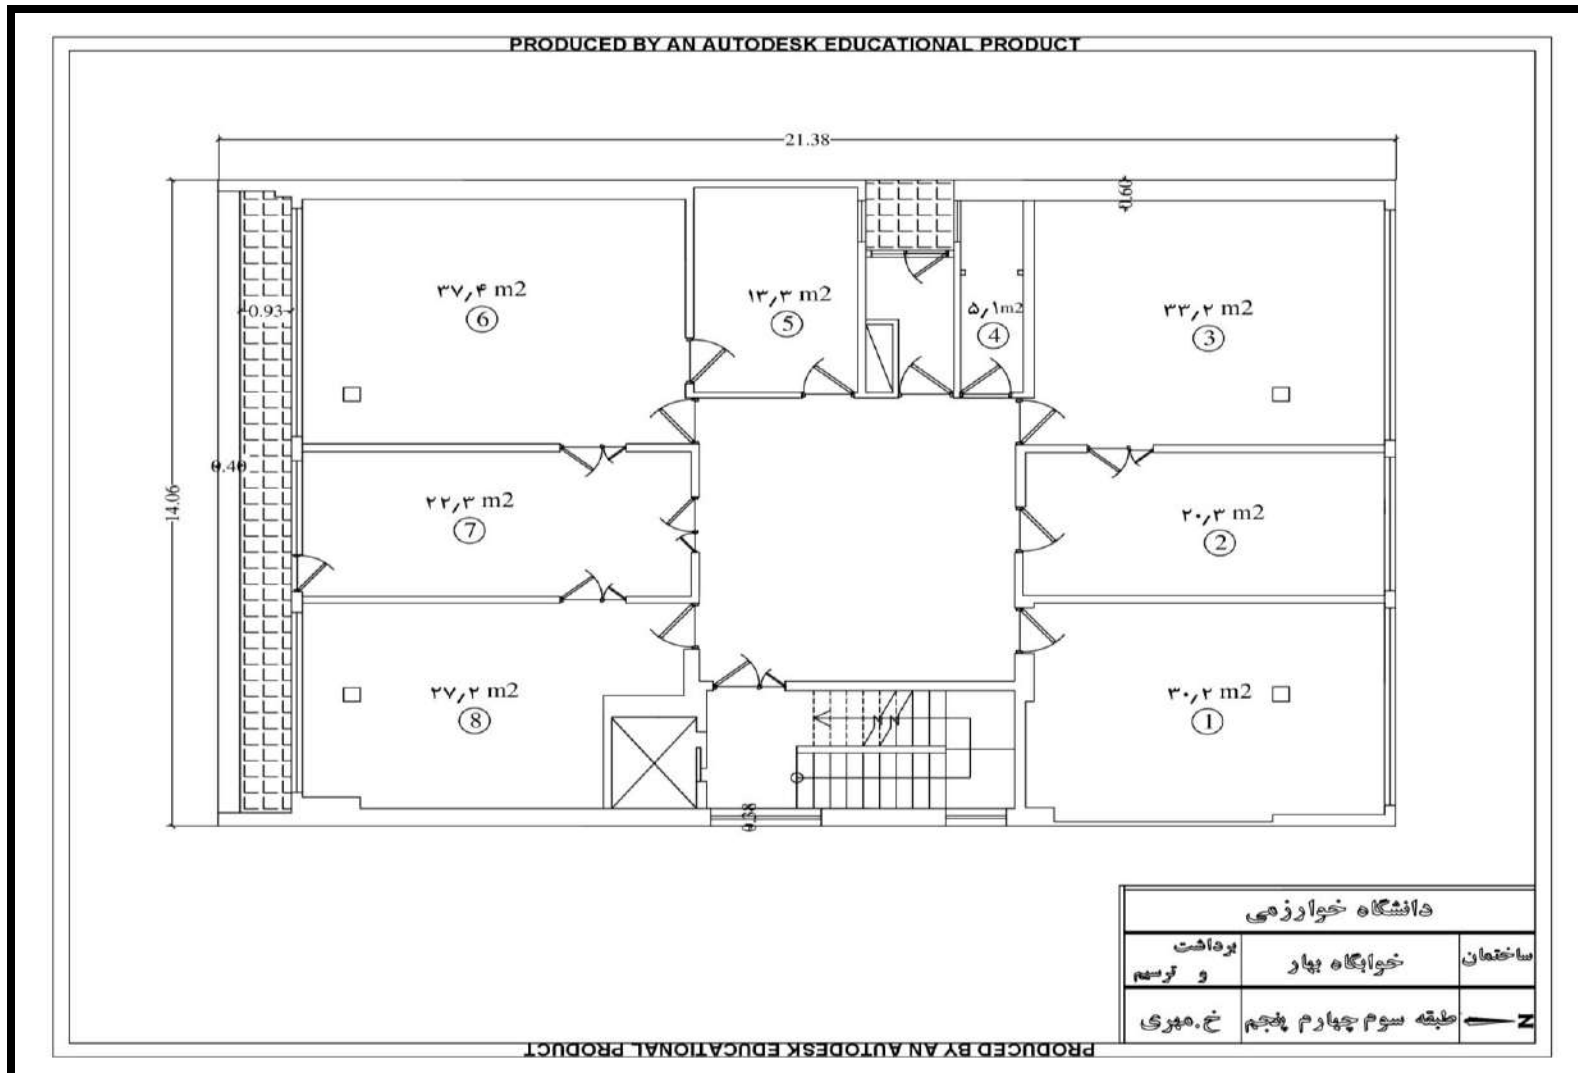 PRODUCED BY AN AUTODESK EDUCATIONAL PRODUCT
21.38
0.60
۳۷٫۴ m2
6
۱۳٫۳ m2
5
۵٫۱m2
4
۳۳٫۲ m2
3
0.93
0.40
14.06
۲۲٫۳ m2
7
۲۰٫۳ m2
2
۲۷٫۲ m2
8
۳۰٫۲ m2
1
0.38
دانشگاه خوارزمی
ساختمان
خوابگاه بهار
برداشت
و ترسیم
N
طبقه سوم چهارم پنجم
خ.مهری
PRODUCED BY AN AUTODESK EDUCATIONAL PRODUCT